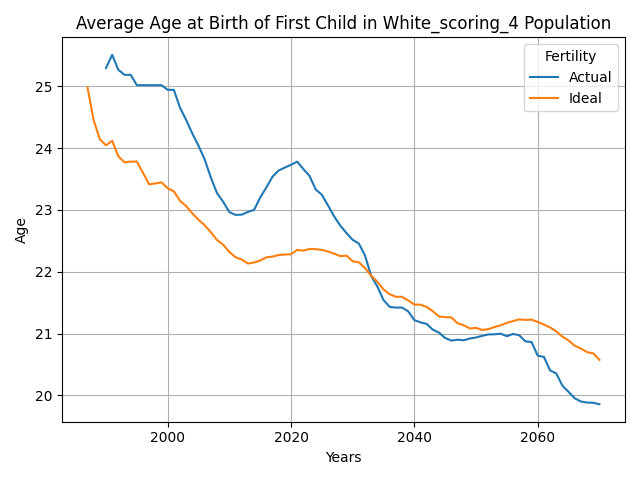 Average Age at Birth of First Child in White_scoring_4 Population
Fertility
Actual
Ideal
Age
25
24
23
22
21
20
2000
2020
2040
2060
Years